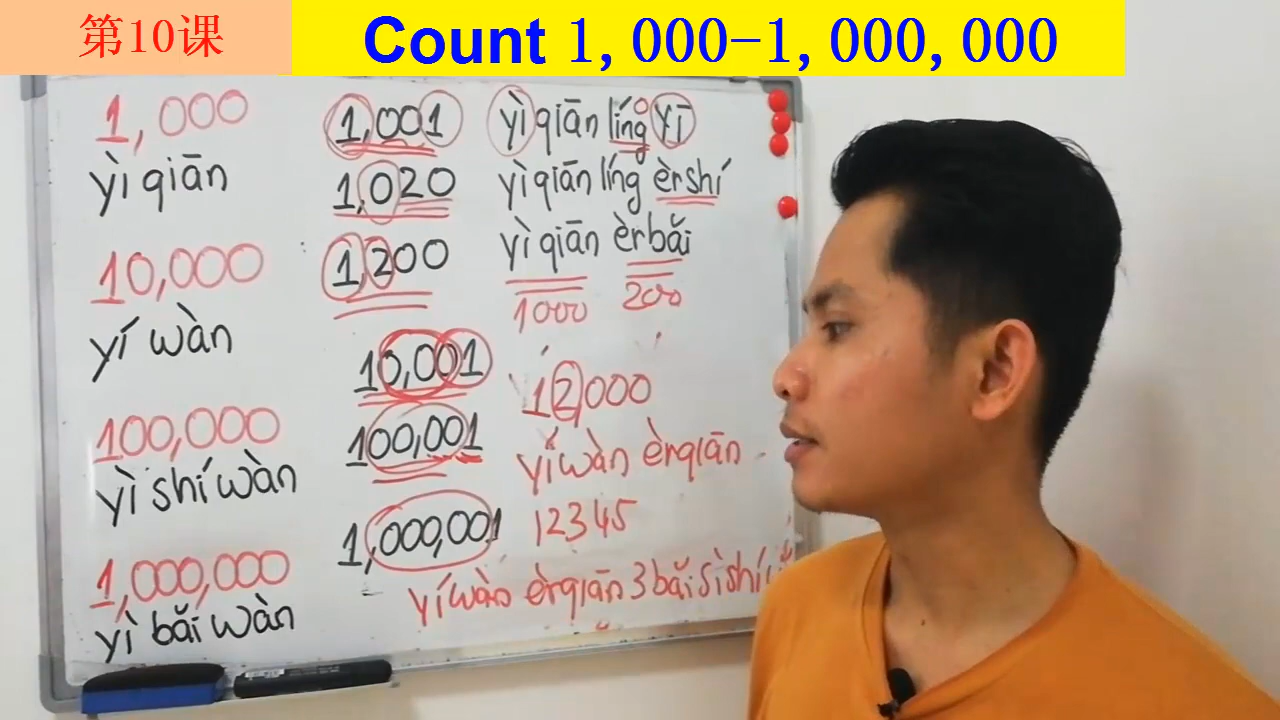 第10课
Count 1,000-1,000,000
1,000
yì qiān
10,000
yí wàn
100,000
yì shí wàn
1,000,000
yì bǎi wàn
1,001 yì qiān líng yī
1,020 yì qiān líng èrshí
1,200 yì qiān èrbǎi
1000 200
10,001
100,001
1,000,001
12,000
yí wàn èrqiān
12345
yí wàn èrqiān 3 bǎi sì shí